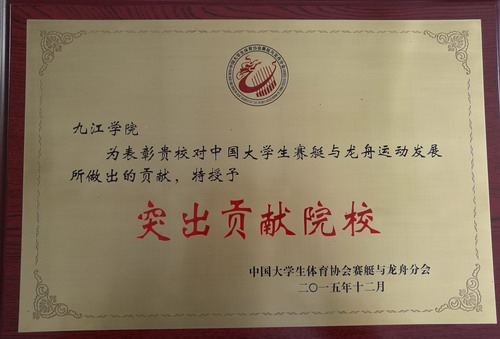 九江学院
为表彰贵校对中国大学生赛艇与龙舟运动发展
所做出的贡献，特授予
突出贡献院校
中国大学生体育协会赛艇与龙舟分会
二〇一五年十二月